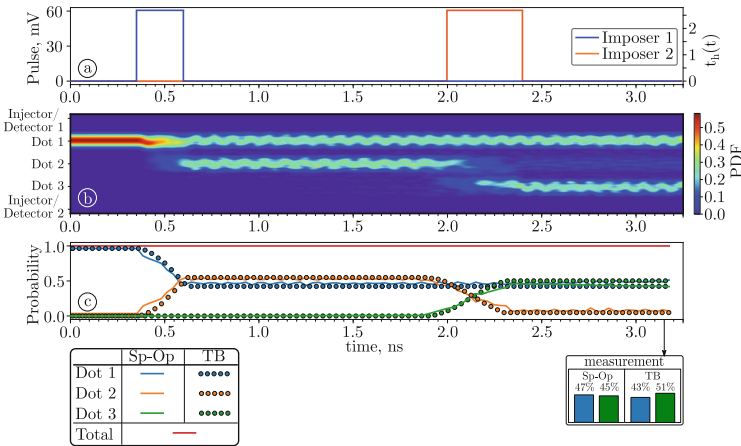 60
30
0
Pulse, mV
a
Imposer 1
Imposer 2
2
1
0
t_h(t)
0.0 0.5 1.0 1.5 2.0 2.5 3.0
Injector/
Detector 1
Dot 1
Dot 2
Dot 3
Injector/
Detector 2
b
0.5
0.4
0.3
0.2
0.1
0.0
PDF
0.0 0.5 1.0 1.5 2.0 2.5 3.0
1.0
0.5
0.0
Probability
c
0.0 0.5 1.0 1.5 2.0 2.5 3.0
time, ns
Sp-Op TB
Dot 1
Dot 2
Dot 3
Total
measurement
Sp-Op TB
47% 45% 43% 51%